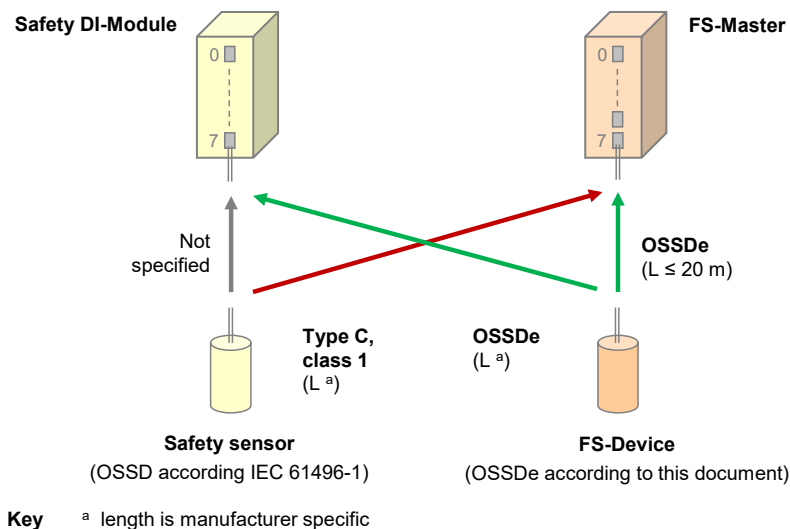 Safety DI-Module
FS-Master
0
7
0
7
Not
specified
OSSDe
(L ≤ 20 m)
Type C,
class 1
(L ª)
OSSDe
(L ª)
Safety sensor
(OSSD according IEC 61496-1)
FS-Device
(OSSDe according to this document)
Key ª length is manufacturer specific